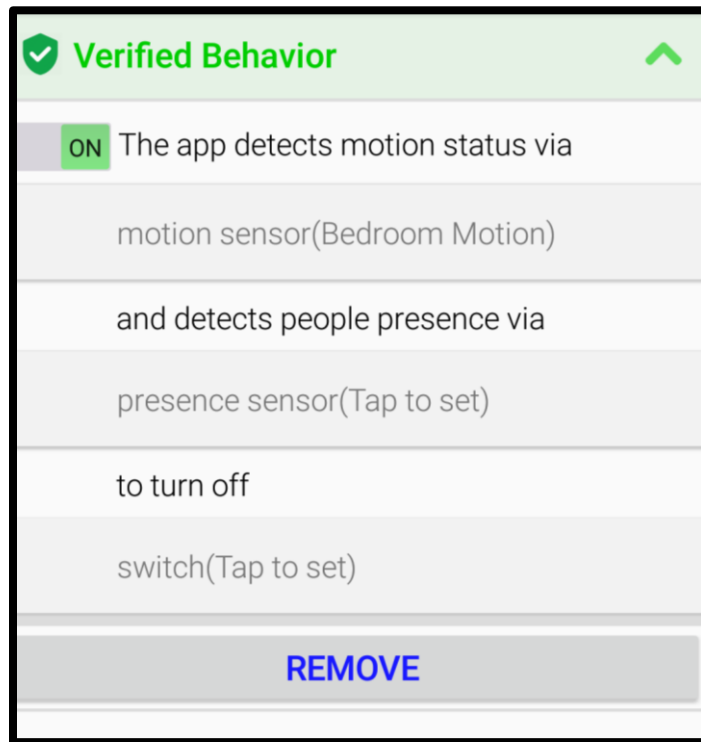 Verified Behavior
ON The app detects motion status via
motion sensor(Bedroom Motion)
and detects people presence via
presence sensor(Tap to set)
to turn off
switch(Tap to set)
REMOVE